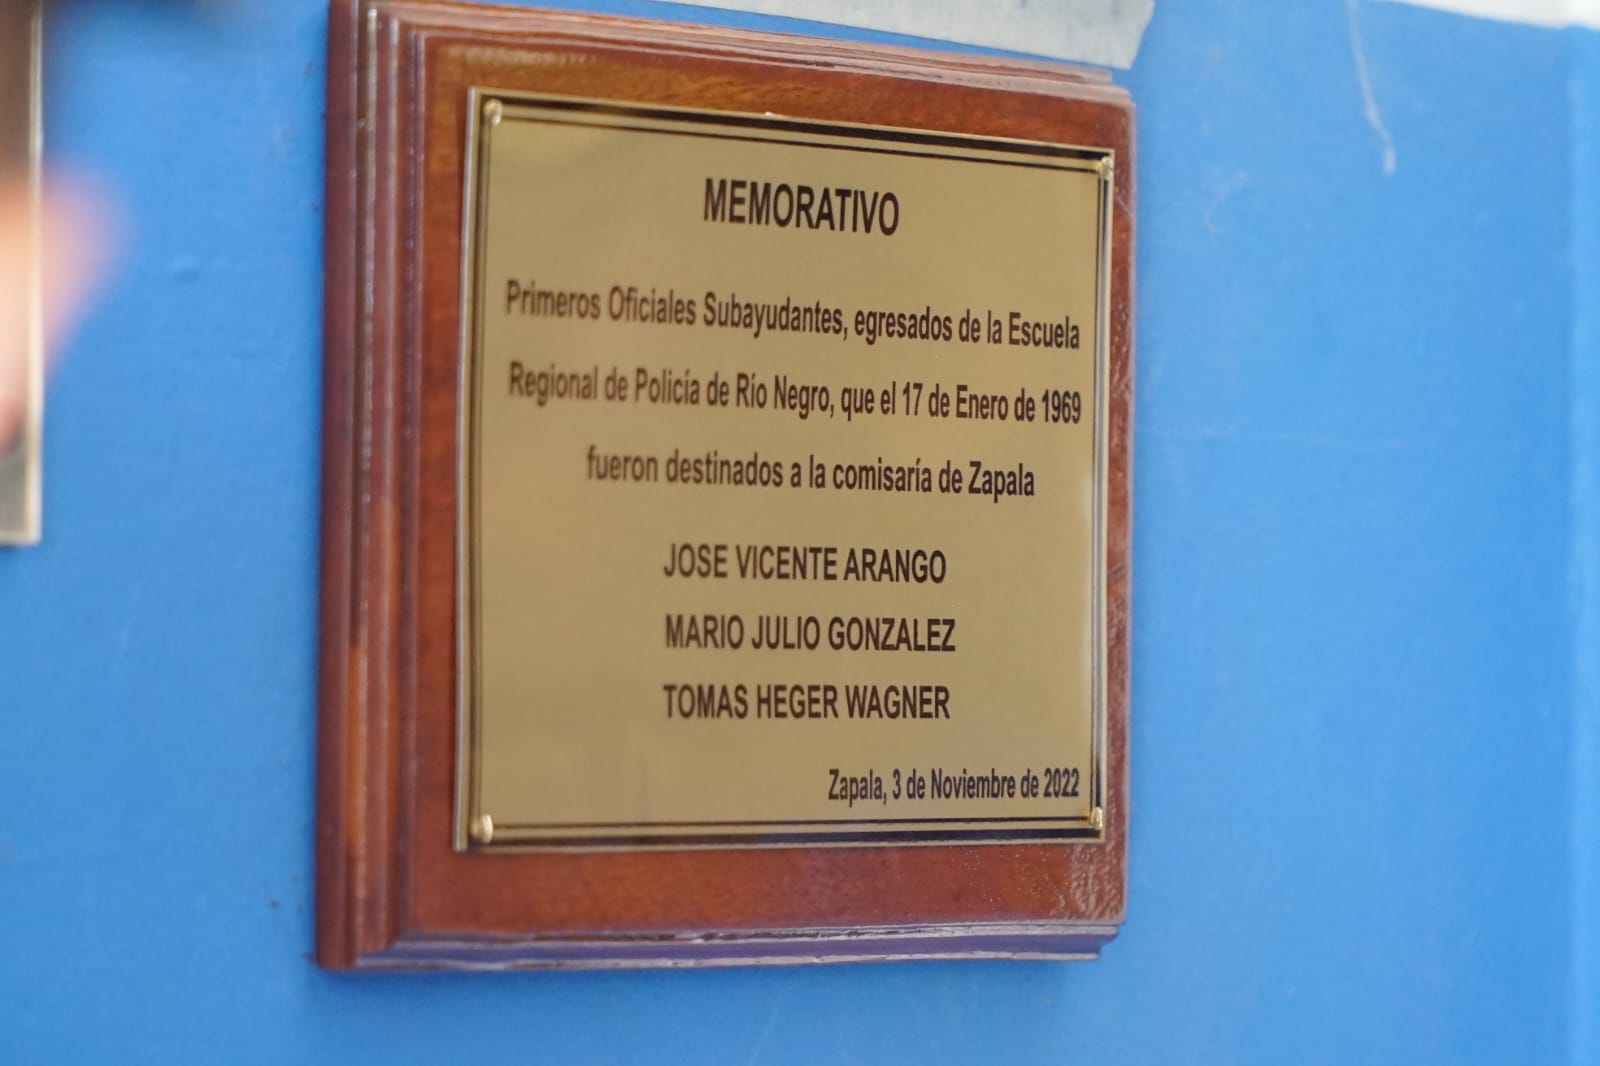 MEMORATIVO
Primeros Oficiales Subayudantes, egresados de la Escuela
Regional de Policía de Río Negro, que el 17 de Enero de 1969
fueron destinados a la comisaría de Zapala
JOSE VICENTE ARANGO
MARIO JULIO GONZALEZ
TOMAS HEGER WAGNER
Zapala, 3 de Noviembre de 2022